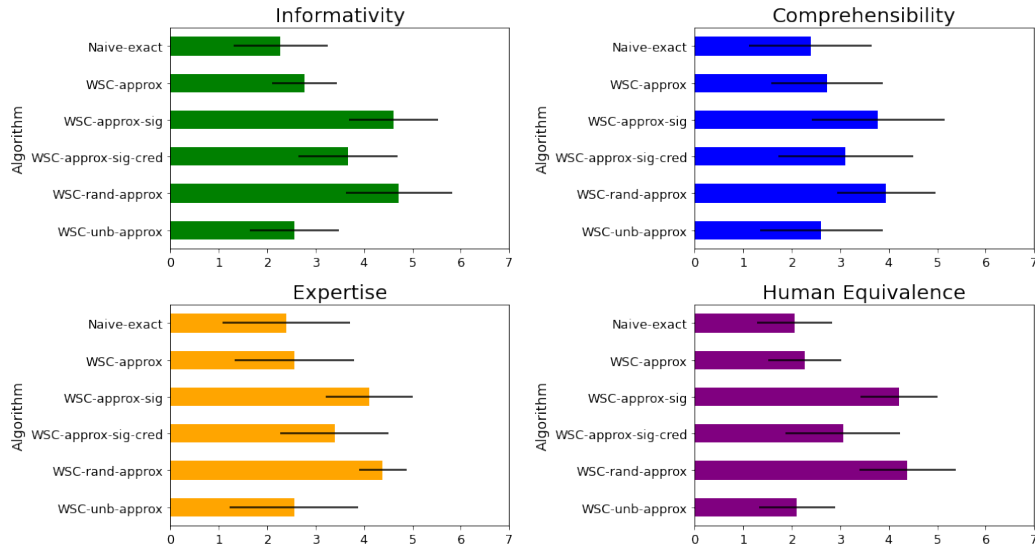 Informativity
Algorithm
Naive-exact
WSC-approx
WSC-approx-sig
WSC-approx-sig-cred
WSC-rand-approx
WSC-unb-approx
0 1 2 3 4 5 6 7
Comprehensibility
Algorithm
Naive-exact
WSC-approx
WSC-approx-sig
WSC-approx-sig-cred
WSC-rand-approx
WSC-unb-approx
0 1 2 3 4 5 6 7
Expertise
Algorithm
Naive-exact
WSC-approx
WSC-approx-sig
WSC-approx-sig-cred
WSC-rand-approx
WSC-unb-approx
0 1 2 3 4 5 6 7
Human Equivalence
Algorithm
Naive-exact
WSC-approx
WSC-approx-sig
WSC-approx-sig-cred
WSC-rand-approx
WSC-unb-approx
0 1 2 3 4 5 6 7